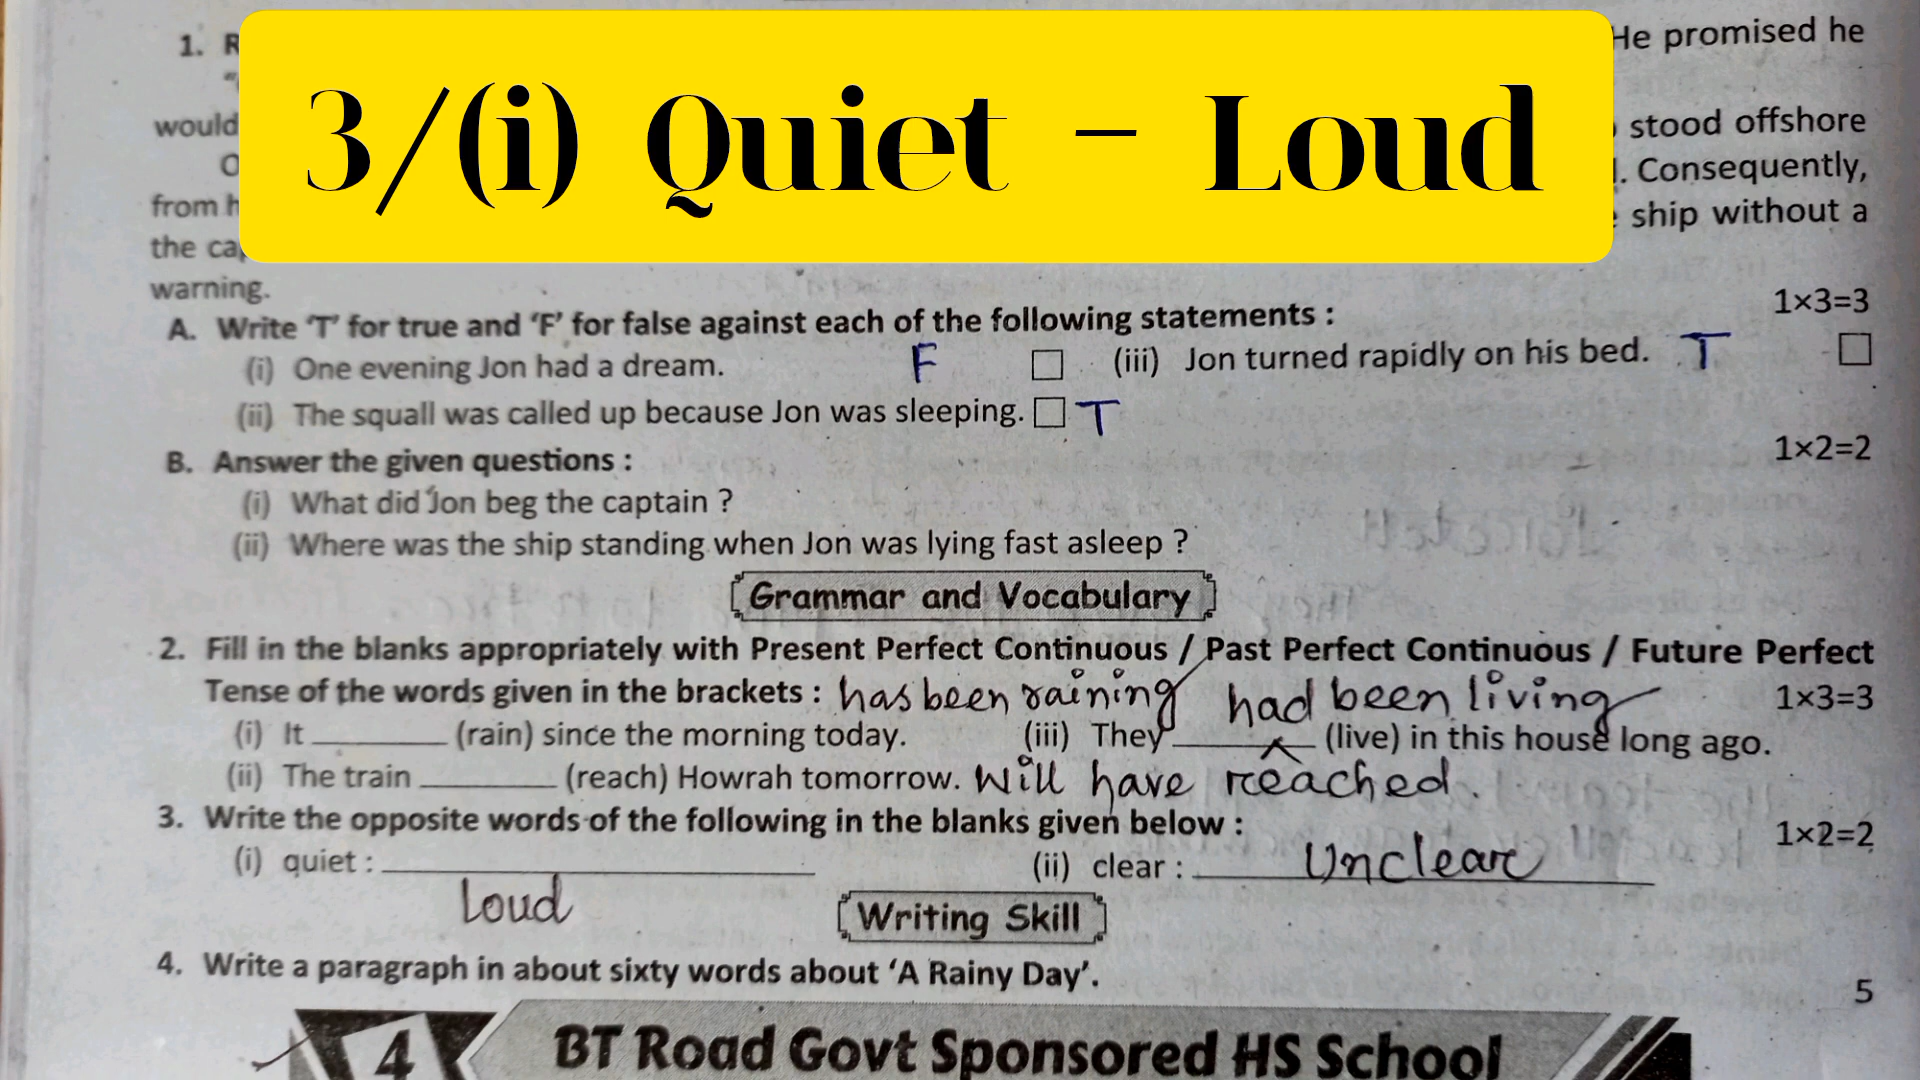 3/(i) Quiet - Loud
1. R
He promised he
would
stood offshore
. Consequently,
from h
ship without a
the ca
warning.
A. Write 'T' for true and 'F' for false against each of the following statements : 1×3=3
(i) One evening Jon had a dream. F (iii) Jon turned rapidly on his bed. T
(ii) The squall was called up because Jon was sleeping. T
B. Answer the given questions : 1×2=2
(i) What did Jon beg the captain ?
(ii) Where was the ship standing when Jon was lying fast asleep ?
Grammar and Vocabulary
2. Fill in the blanks appropriately with Present Perfect Continuous / Past Perfect Continuous / Future Perfect
Tense of the words given in the brackets : has been raining had been living 1×3=3
(i) It ________ (rain) since the morning today. (iii) They ________ (live) in this house long ago.
(ii) The train ________ (reach) Howrah tomorrow. Will have reached.
3. Write the opposite words of the following in the blanks given below : 1×2=2
(i) quiet : ________ (ii) clear : Unclear
Loud
Writing Skill
4. Write a paragraph in about sixty words about 'A Rainy Day'. 5
4 BT Road Govt Sponsored HS School